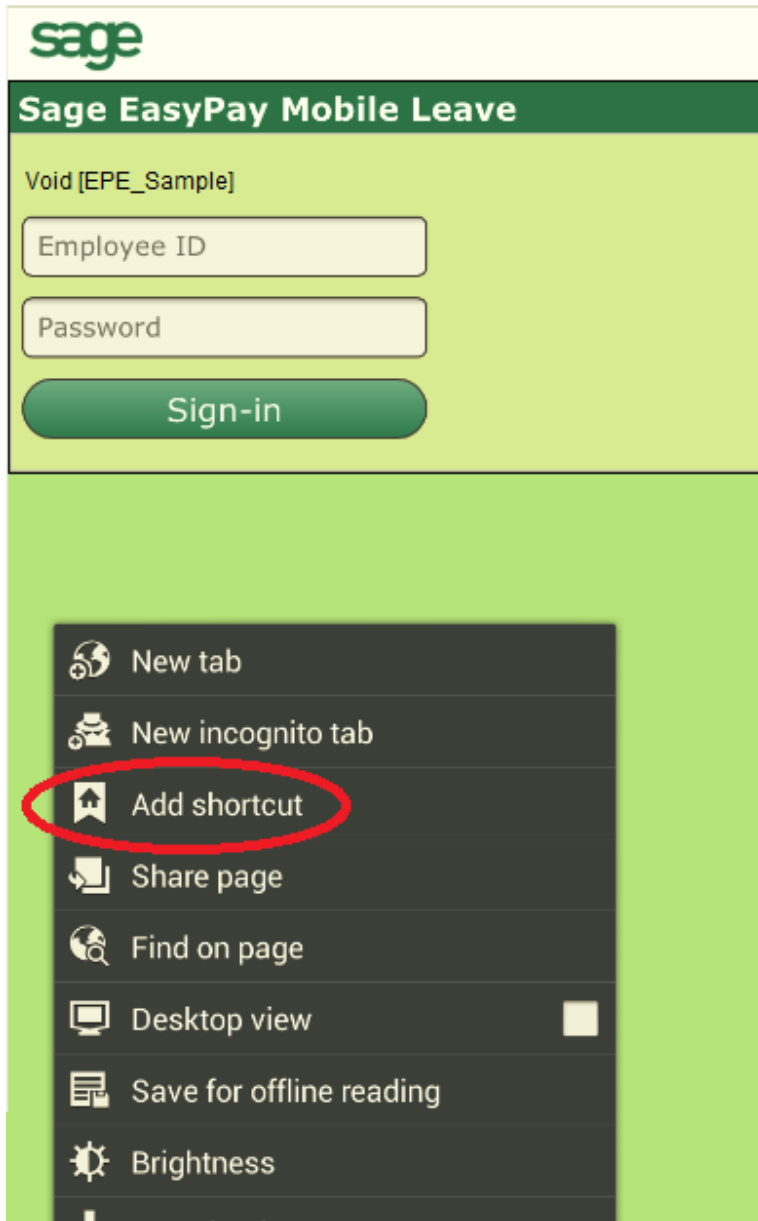 sage
Sage EasyPay Mobile Leave
Void [EPE_Sample]
Employee ID
Password
Sign-in
New tab
New incognito tab
Add shortcut
Share page
Find on page
Desktop view
Save for offline reading
Brightness